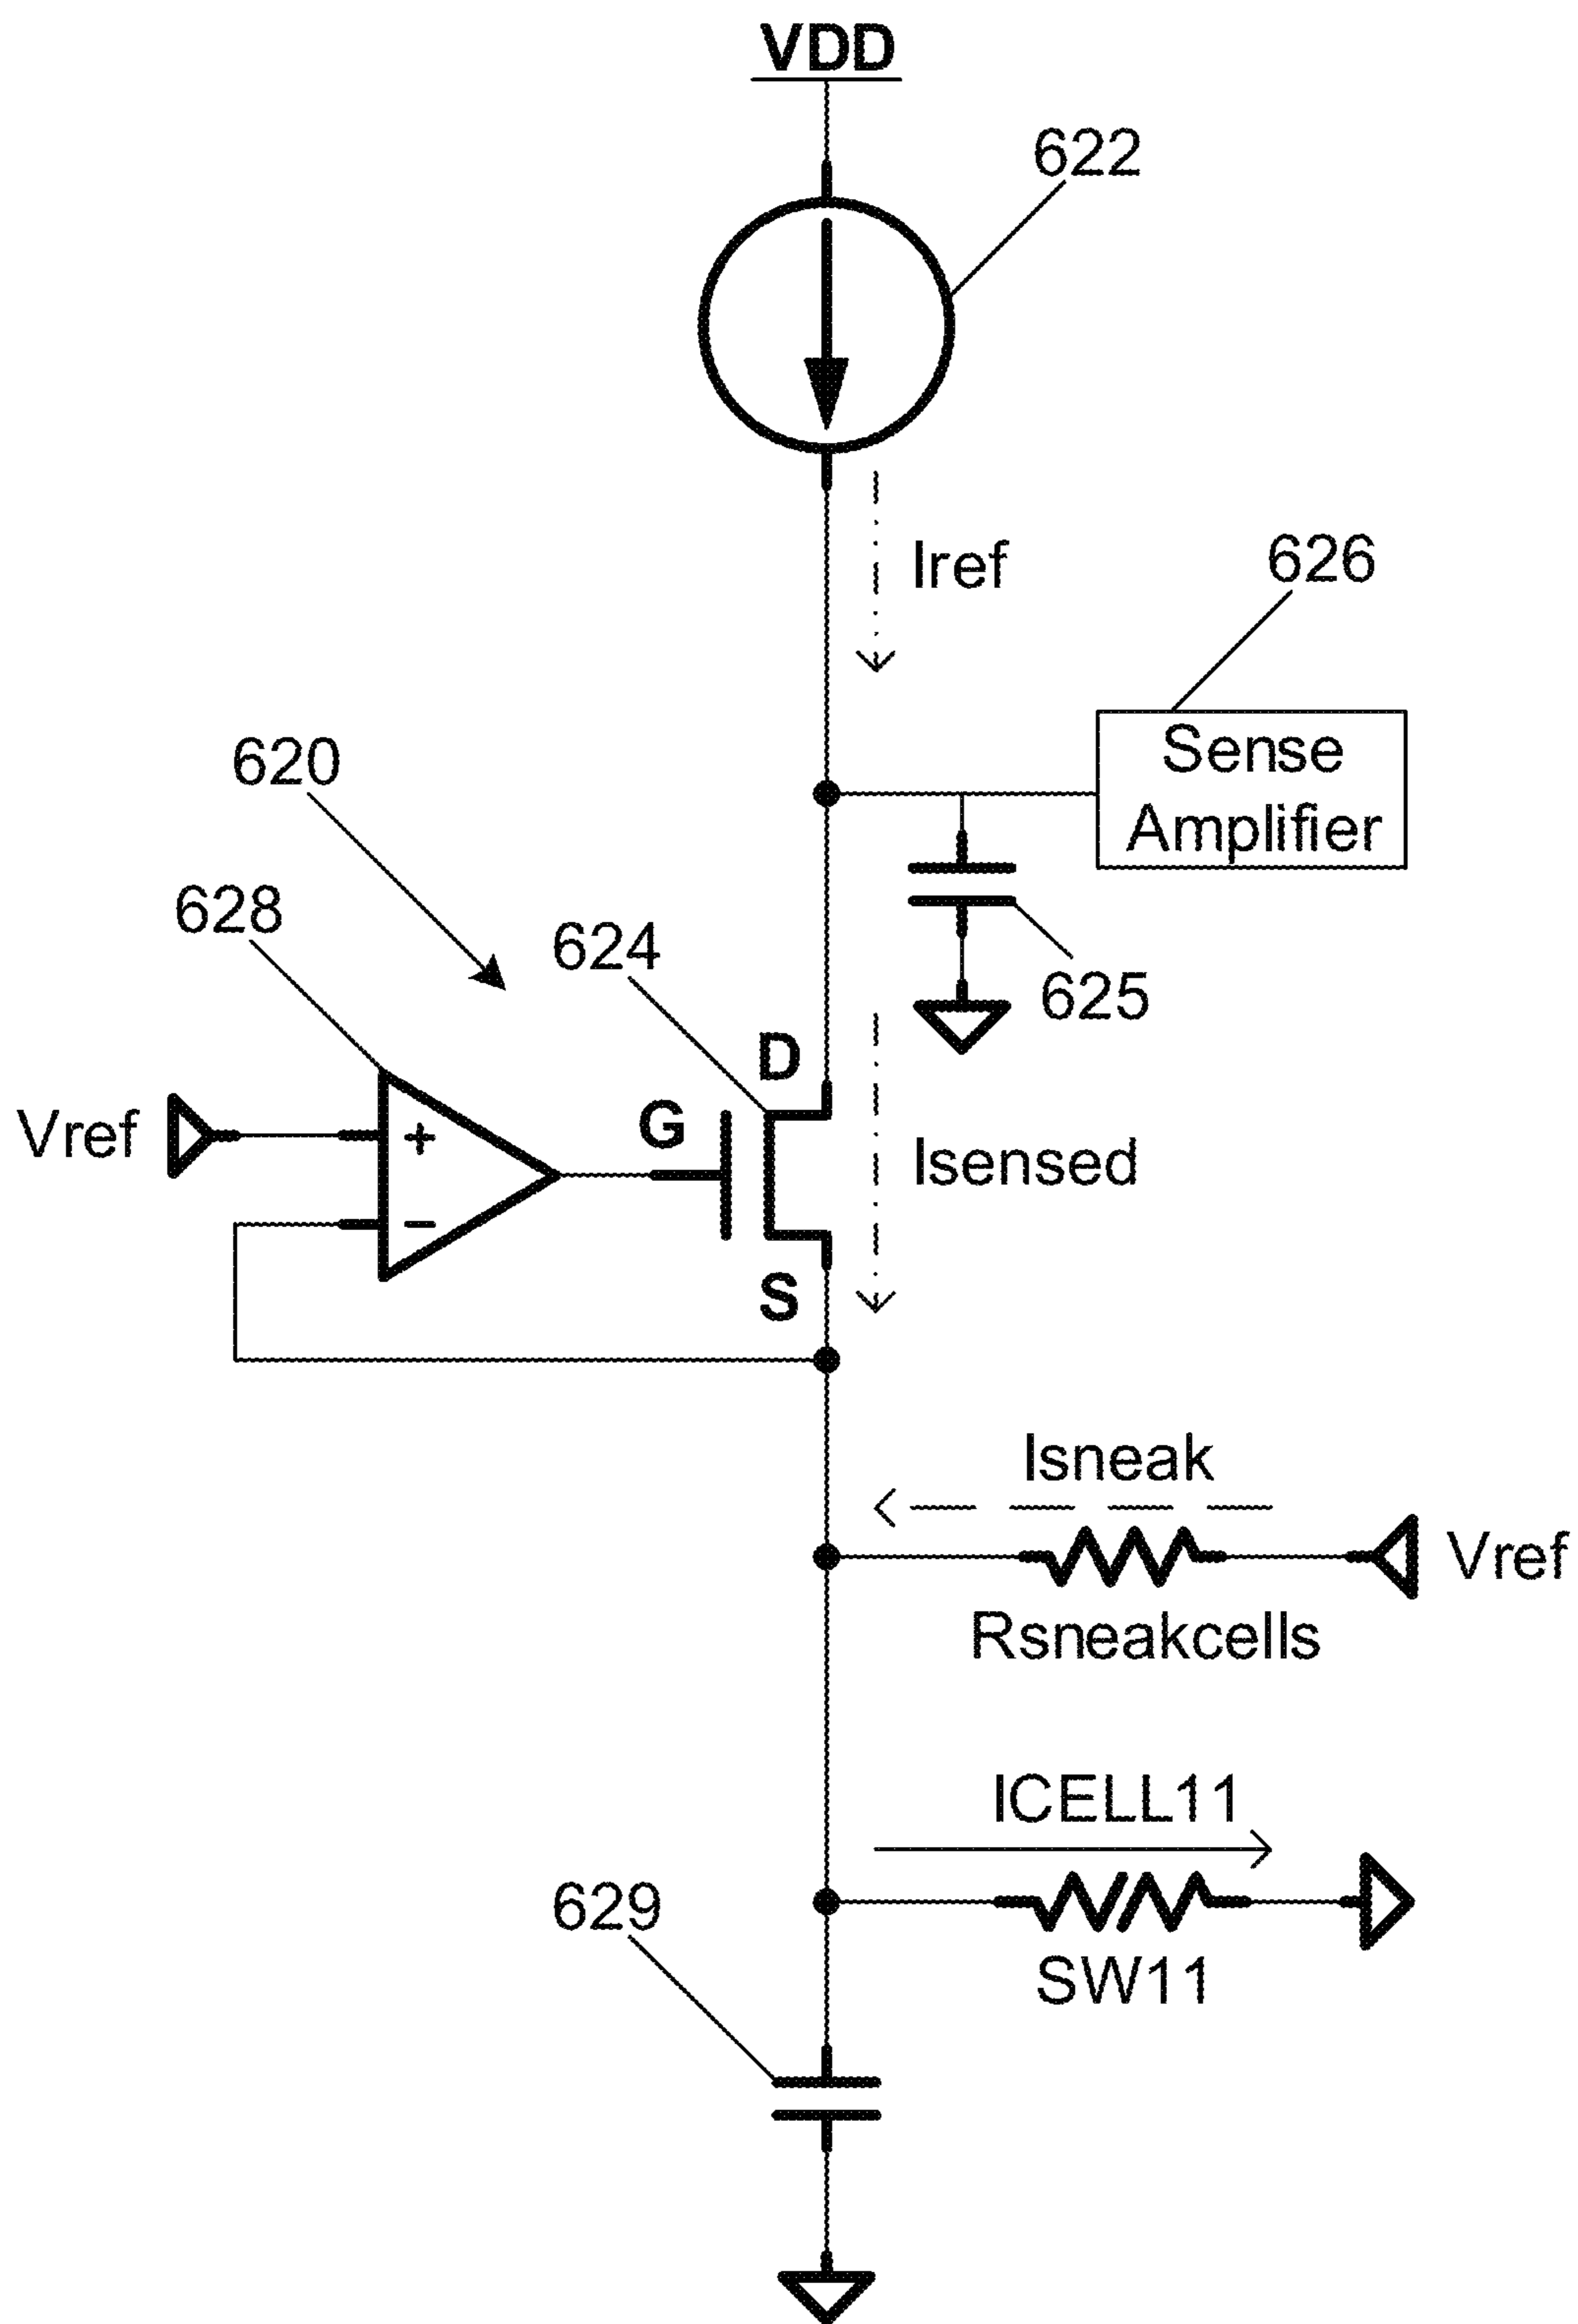 VDD
622
Iref
626
Sense
Amplifier
620
628
624
625
D
G
Vref
+
Isensed
−
S
Isneak
Vref
Rsneakcells
ICELL11
629
SW11